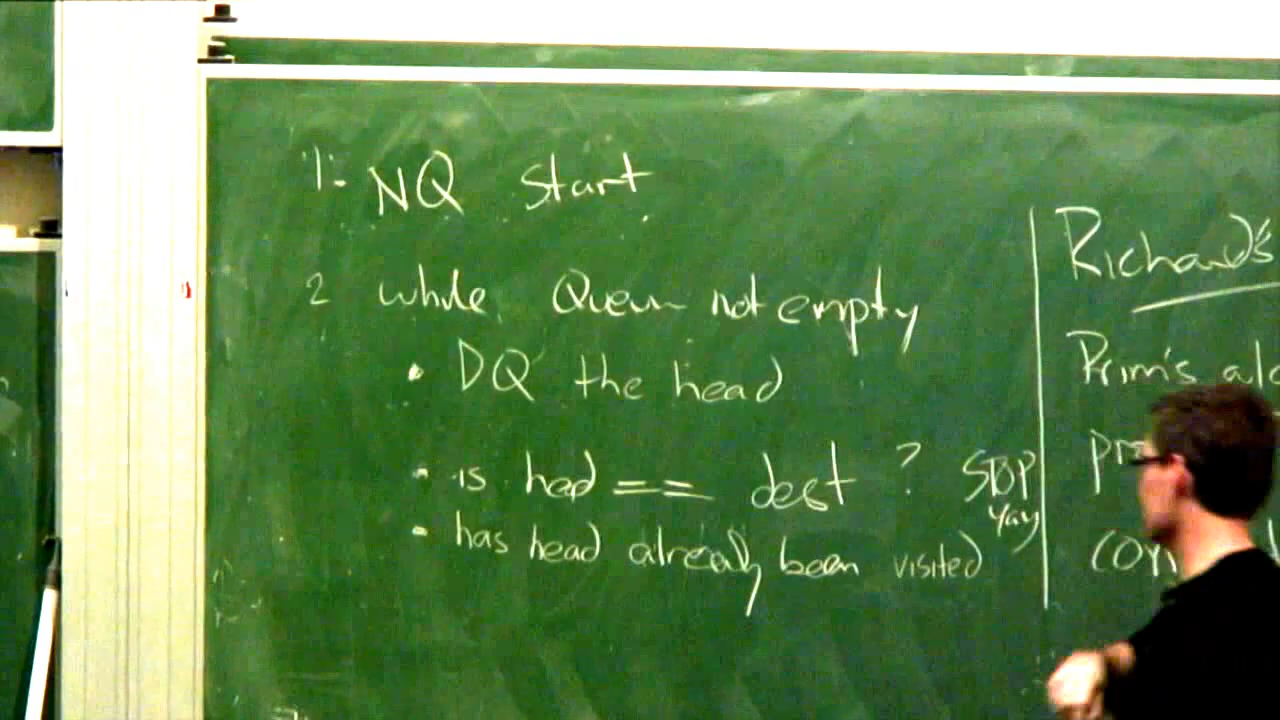 1. NQ Start
2 while Queue not empty
• DQ the head
• is head == dest ? STOP
Yay
• has head already been visited
Richard's
Prim's alg